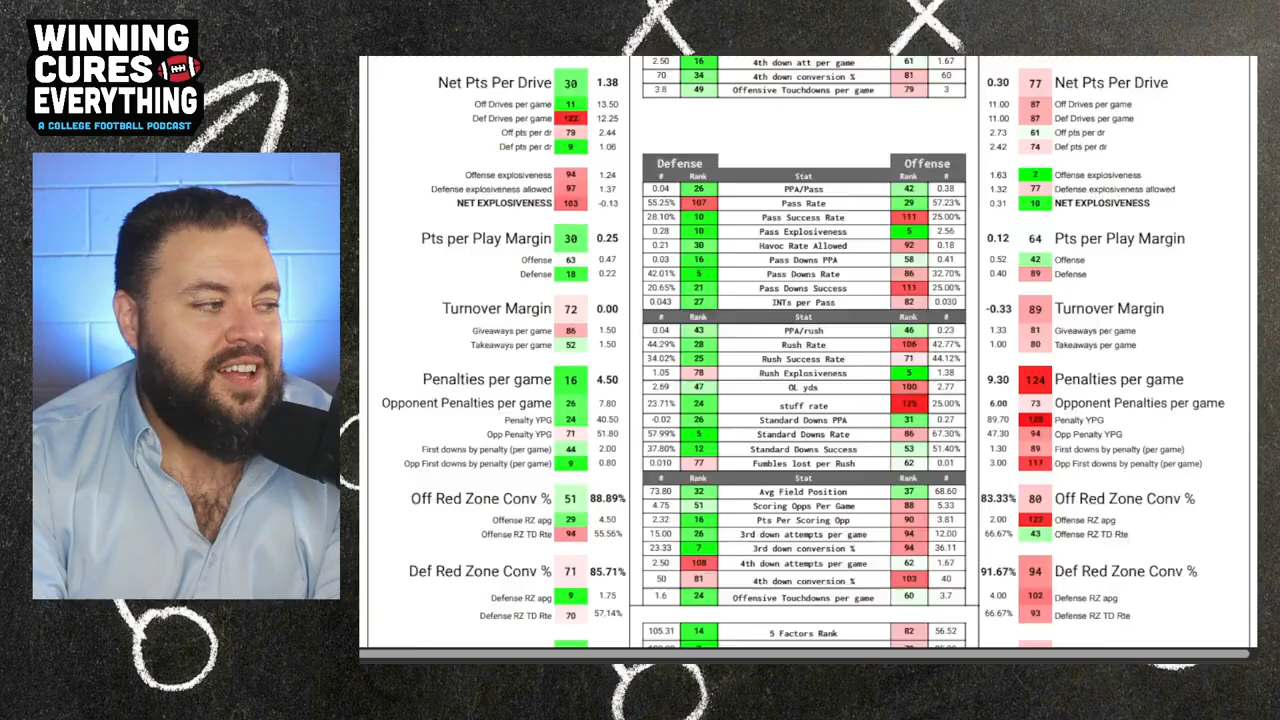 WINNING
CURES
EVERYTHING
A COLLEGE FOOTBALL PODCAST
Net Pts Per Drive 30 1.38
Off Drives per game 11 13.50
Def Drives per game 122 12.25
Off pts per dr 79 2.44
Def pts per dr 9 1.06
Offense explosiveness 94 1.24
Defense explosiveness allowed 97 1.37
NET EXPLOSIVENESS 103 -0.13
Pts per Play Margin 30 0.25
Offense 63 0.47
Defense 18 0.22
Turnover Margin 72 0.00
Giveaways per game 86 1.50
Takeaways per game 52 1.50
Penalties per game 16 4.50
Opponent Penalties per game 26 7.80
Penalty YPG 24 40.50
Opp Penalty YPG 71 51.80
First downs by penalty (per game) 44 2.00
Opp First downs by penalty (per game) 9 0.80
Off Red Zone Conv % 51 88.89%
Offense RZ apg 29 4.50
Offense RZ TD Rte 94 55.56%
Def Red Zone Conv % 71 85.71%
Defense RZ apg 9 1.75
Defense RZ TD Rte 70 57.14%
2.50 16 4th down att per game 61 1.67
70 34 4th down conversion % 81 60
3.8 49 Offensive Touchdowns per game 79 3
Defense Offense
# Rank Stat Rank #
0.04 26 PPA/Pass 42 0.38
55.25% 107 Pass Rate 29 57.23%
28.10% 10 Pass Success Rate 111 25.00%
0.28 10 Pass Explosiveness 5 2.56
0.21 30 Havoc Rate Allowed 92 0.18
0.03 16 Pass Downs PPA 58 0.41
42.01% 5 Pass Downs Rate 86 32.70%
20.65% 21 Pass Downs Success 111 25.00%
0.043 27 INTs per Pass 82 0.030
# Rank Stat Rank #
0.04 43 PPA/rush 46 0.23
44.29% 28 Rush Rate 106 42.77%
34.02% 25 Rush Success Rate 71 44.12%
1.05 78 Rush Explosiveness 5 1.38
2.69 47 OL yds 100 2.77
23.71% 24 stuff rate 125 25.00%
-0.02 26 Standard Downs PPA 31 0.27
57.99% 5 Standard Downs Rate 86 67.30%
37.80% 12 Standard Downs Success 53 51.40%
0.010 77 Fumbles lost per Rush 62 0.01
# Rank Stat Rank #
73.80 32 Avg Field Position 37 68.60
4.75 51 Scoring Opps Per Game 88 5.33
2.32 16 Pts Per Scoring Opp 90 3.81
15.00 26 3rd down attempts per game 94 12.00
23.33 7 3rd down conversion % 94 36.11
2.50 108 4th down attempts per game 62 1.67
50 81 4th down conversion % 103 40
1.6 24 Offensive Touchdowns per game 60 3.7
105.31 14 5 Factors Rank 82 56.52
0.30 77 Net Pts Per Drive
11.00 87 Off Drives per game
11.00 87 Def Drives per game
2.73 61 Off pts per dr
2.42 74 Def pts per dr
1.63 2 Offense explosiveness
1.32 77 Defense explosiveness allowed
0.31 10 NET EXPLOSIVENESS
0.12 64 Pts per Play Margin
0.52 42 Offense
0.40 89 Defense
-0.33 89 Turnover Margin
1.33 81 Giveaways per game
1.00 80 Takeaways per game
9.30 124 Penalties per game
6.00 73 Opponent Penalties per game
89.70 Penalty YPG
47.30 94 Opp Penalty YPG
1.30 89 First downs by penalty (per game)
3.00 117 Opp First downs by penalty (per game)
83.33% 80 Off Red Zone Conv %
2.00 122 Offense RZ apg
66.67% 43 Offense RZ TD Rte
91.67% 94 Def Red Zone Conv %
4.00 102 Defense RZ apg
66.67% 93 Defense RZ TD Rte